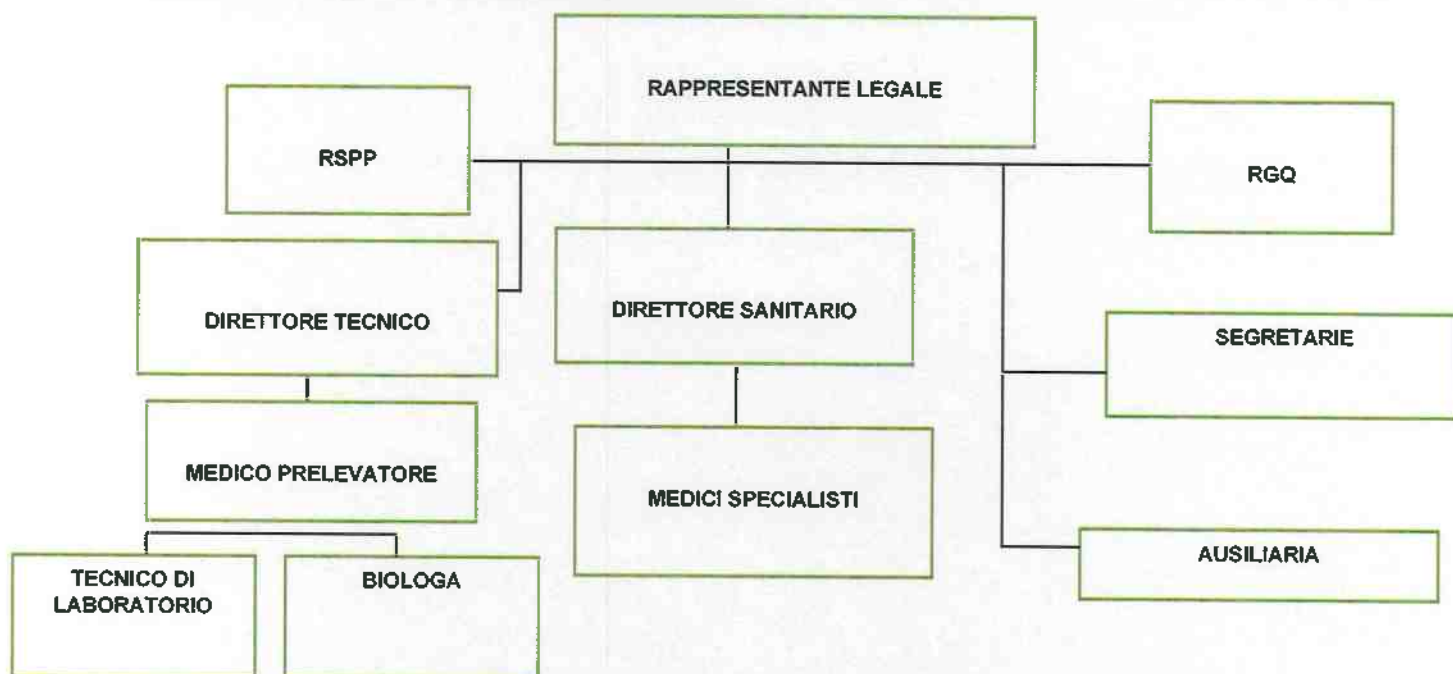 RAPPRESENTANTE LEGALE
RSPP
RGQ
DIRETTORE TECNICO
DIRETTORE SANITARIO
SEGRETARIE
MEDICO PRELEVATORE
MEDICI SPECIALISTI
AUSILIARIA
TECNICO DI
LABORATORIO
BIOLOGA